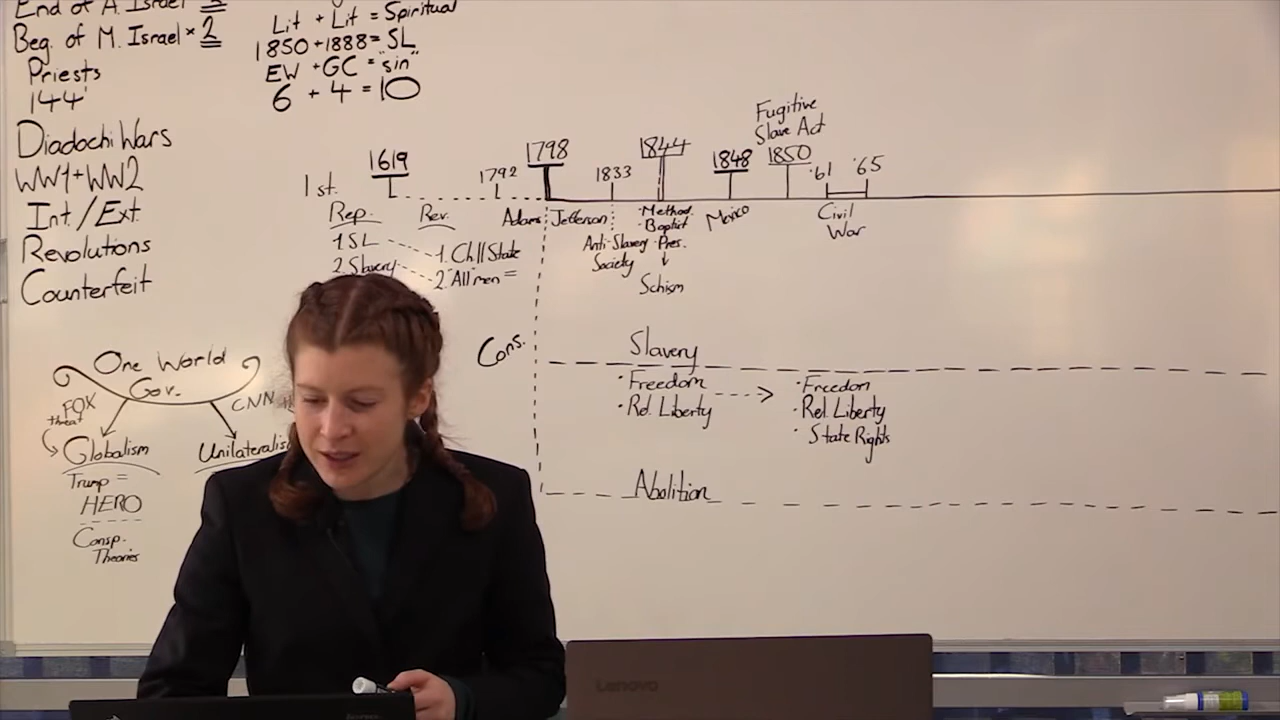 End of A. Israel
Beg. of M. Israel × 2
Priests
144'
Diadochi Wars
WW1+WW2
Int./Ext.
Revolutions
Counterfeit
Lit + Lit = Spiritual
1850+1888= SL
EW + GC = "sin"
6 + 4 = 10
One World
Gov.
FOX
threat
CNN
Globalism
Unilateralis
Trump =
HERO
Consp.
Theories
Fugitive
Slave Act
1st.
1619
1792
1798
1833
1844
1848
1850
'61
'65
Rep.
1. SL
2. Slavery
Rev.
1. Ch || State
2. "All men =
Adams
Jefferson
Anti-Slavery
Society
·Method.
·Baptist
·Pres.
Schism
Mexico
Civil
War
Cons.
Slavery
·Freedom
·Rel. Liberty
·Freedom
·Rel. Liberty
·State Rights
Abolition
Lenovo